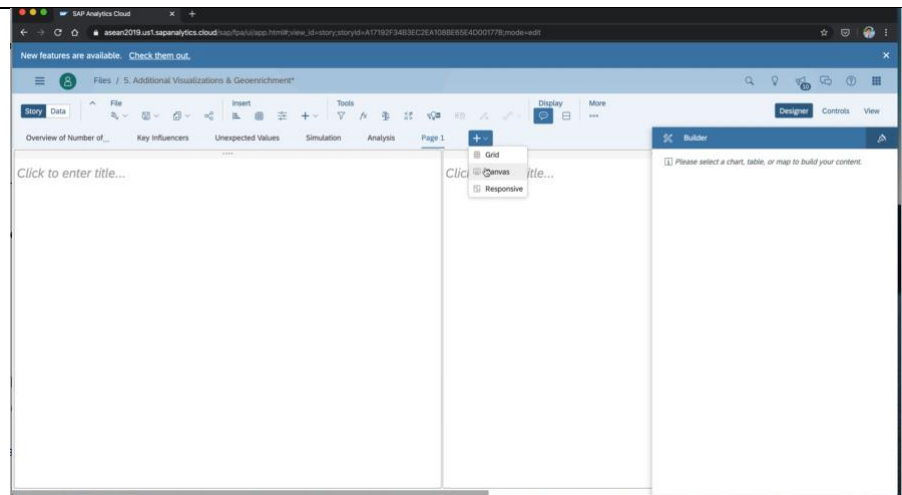 SAP Analytics Cloud
asean2019.us1.sapanalytics.cloud/sap/fpa/ui/app.html#;view_id=story;storyId=A17192F34B3EC2EA108BE65E4D00177B;mode=edit
New features are available. Check them out.
Files / 5. Additional Visualizations & Geoenrichment*
Story Data File Insert Tools Display More Designer Controls View
Overview of Number of... Key Influencers Unexpected Values Simulation Analysis Page 1
Builder
Grid
Canvas
Responsive
Please select a chart, table, or map to build your content.
Click to enter title...
Clic itle...